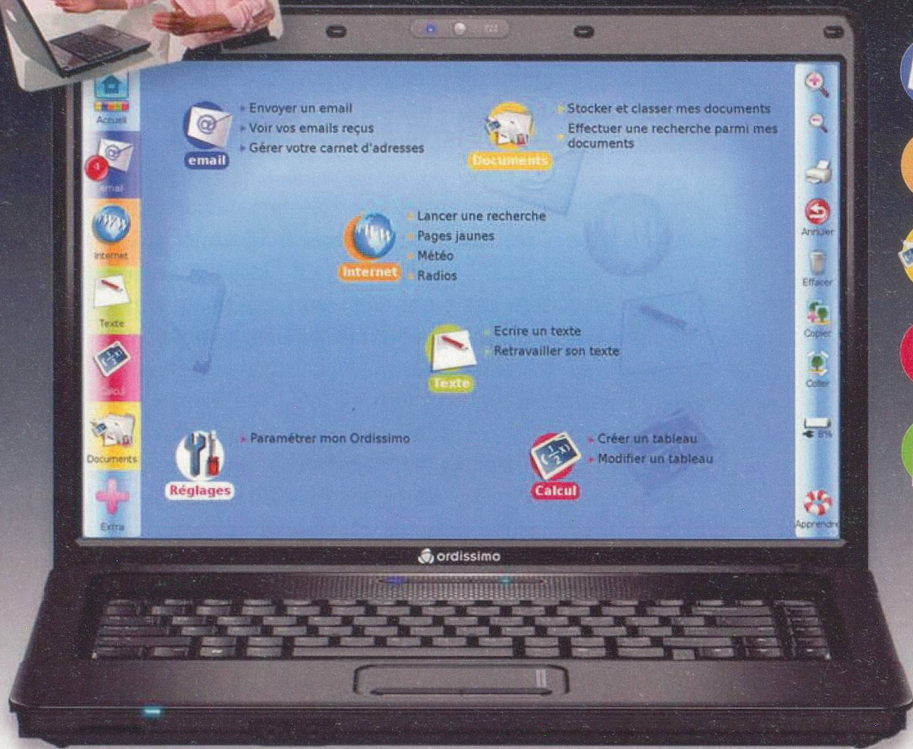 Accueil
4
email
Internet
Texte
Calcul
Documents
Extra
@
email
Envoyer un email
Voir vos emails reçus
Gérer votre carnet d'adresses
Documents
Stocker et classer mes documents
Effectuer une recherche parmi mes
documents
Internet
Lancer une recherche
Pages jaunes
Météo
Radios
Texte
Ecrire un texte
Retravailler son texte
Réglages
Paramétrer mon Ordissimo
Calcul
Créer un tableau
Modifier un tableau
Annuler
Effacer
Copier
Coller
8%
Apprendre
ordissimo